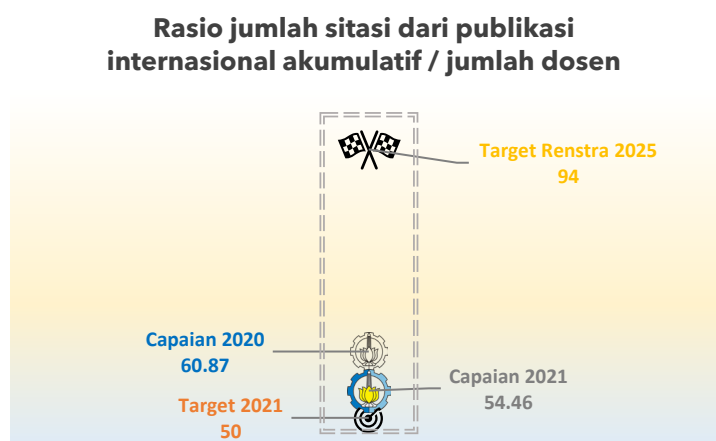 Rasio jumlah sitasi dari publikasi
internasional akumulatif / jumlah dosen
Target Renstra 2025
94
Capaian 2020
60.87
Capaian 2021
54.46
Target 2021
50